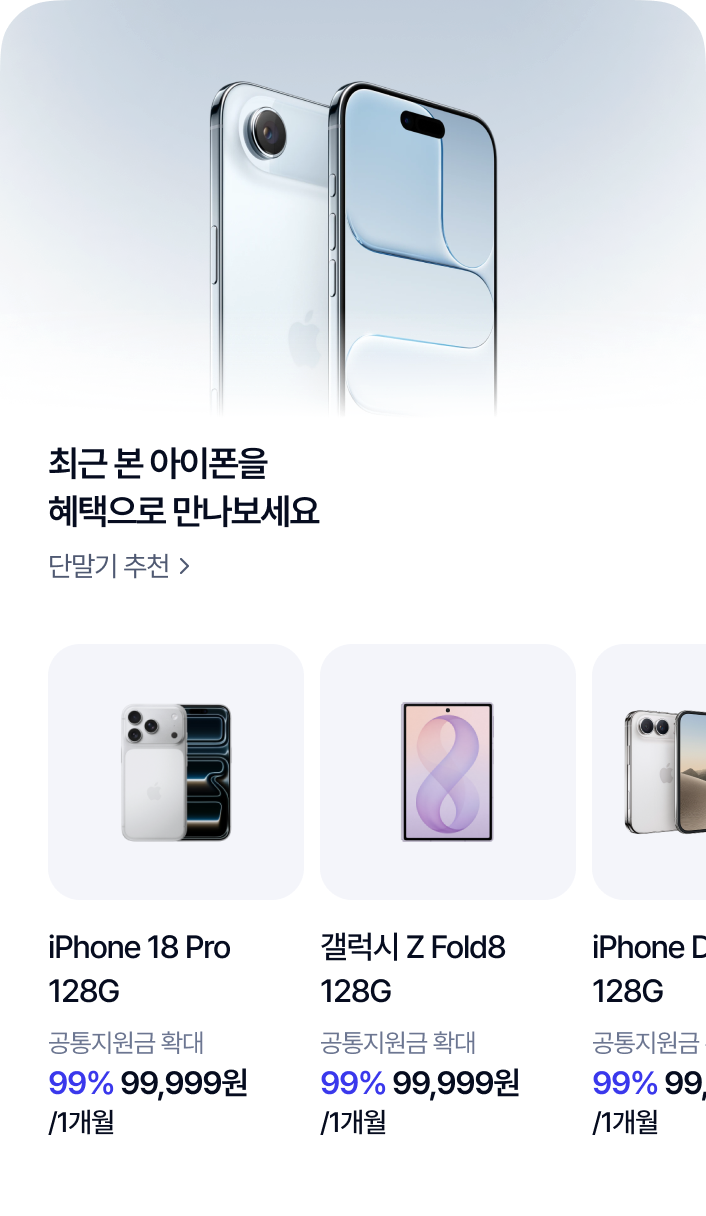 최근 본 아이폰을
혜택으로 만나보세요
단말기 추천 >
iPhone 18 Pro
128G
공통지원금 확대
99% 99,999원
/1개월
갤럭시 Z Fold8
128G
공통지원금 확대
99% 99,999원
/1개월
iPhone
128G
공통지원금
99% 99,
/1개월